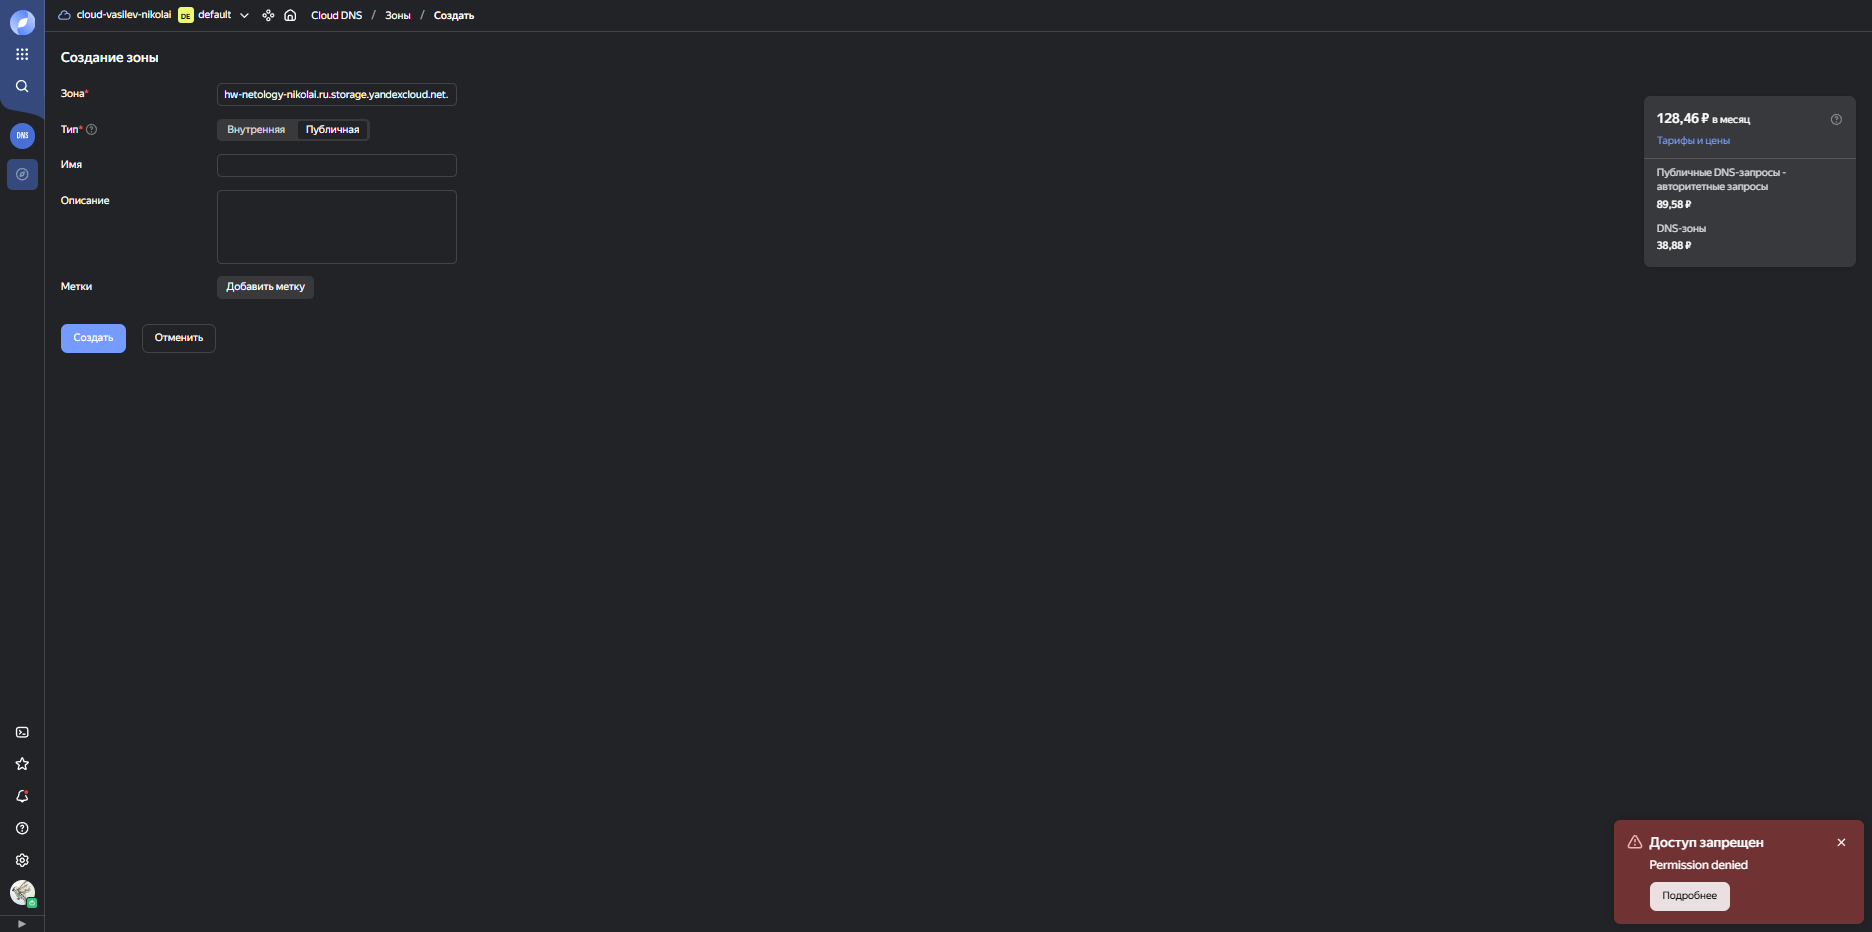 cloud-vasilev-nikolai DE default Cloud DNS / Зоны / Создать
Создание зоны
Зона*
hw-netology-nikolai.ru.storage.yandexcloud.net.
DNS
Тип*
Внутренняя Публичная
Имя
Описание
Метки
Добавить метку
Создать
Отменить
128,46 ₽ в месяц
Тарифы и цены
Публичные DNS-запросы -
авторитетные запросы
89,58 ₽
DNS-зоны
38,88 ₽
Доступ запрещен
Permission denied
Подробнее